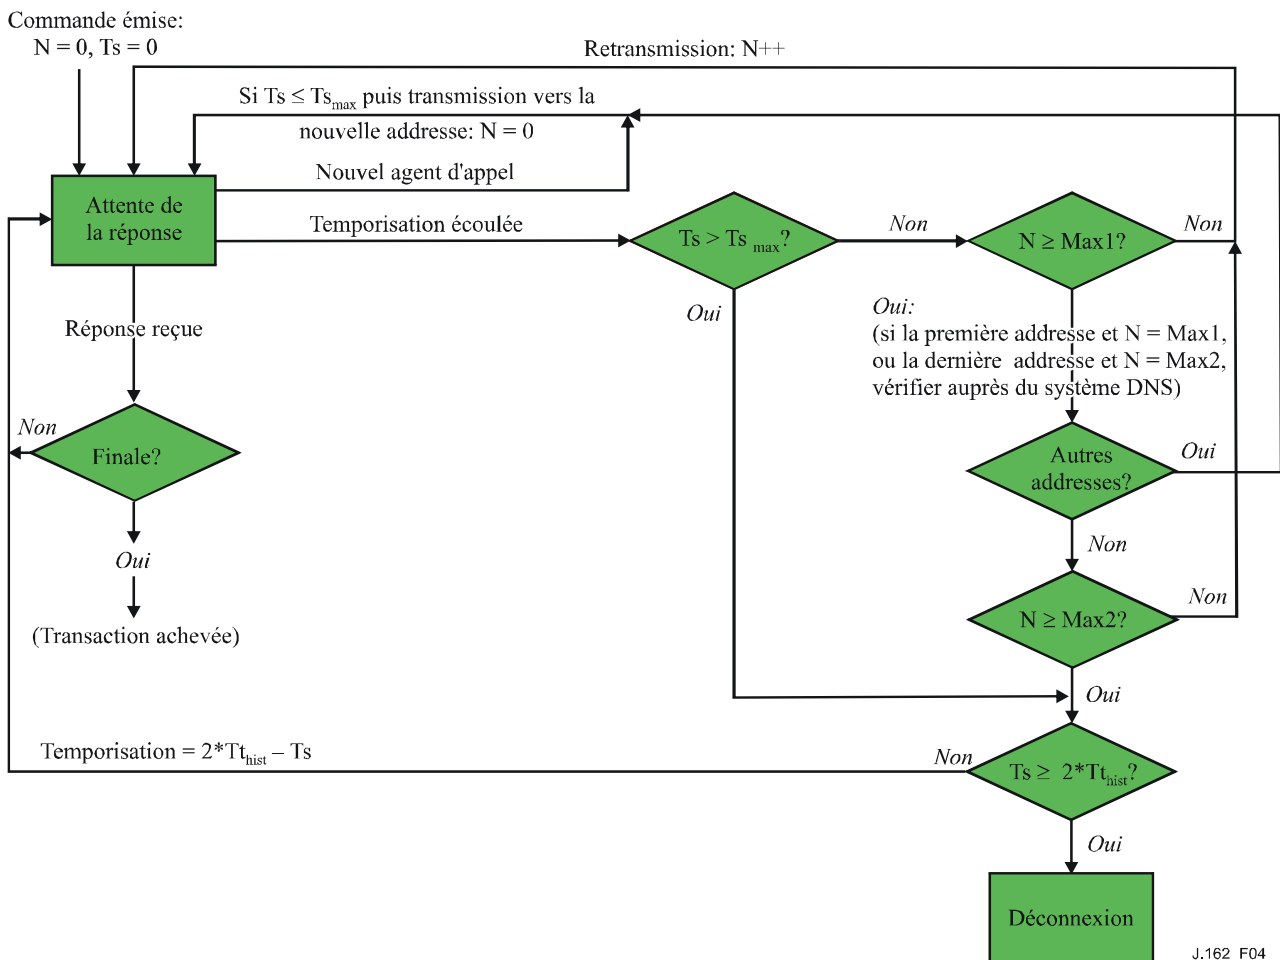 Commande émise:
N = 0, Ts = 0
Retransmission: N++
Si Ts ≤ Tsmax puis transmission vers la
nouvelle addresse: N = 0
Nouvel agent d'appel
Attente de
la réponse
Temporisation écoulée
Ts > Ts max?
Non
N ≥ Max1?
Non
Oui
Oui:
(si la première addresse et N = Max1,
ou la dernière addresse et N = Max2,
vérifier auprès du système DNS)
Réponse reçue
Non
Finale?
Autres
addresses?
Oui
Oui
Non
(Transaction achevée)
N ≥ Max2?
Non
Oui
Temporisation = 2*Tthist – Ts
Non
Ts ≥ 2*Tthist?
Oui
Déconnexion
J.162_F04